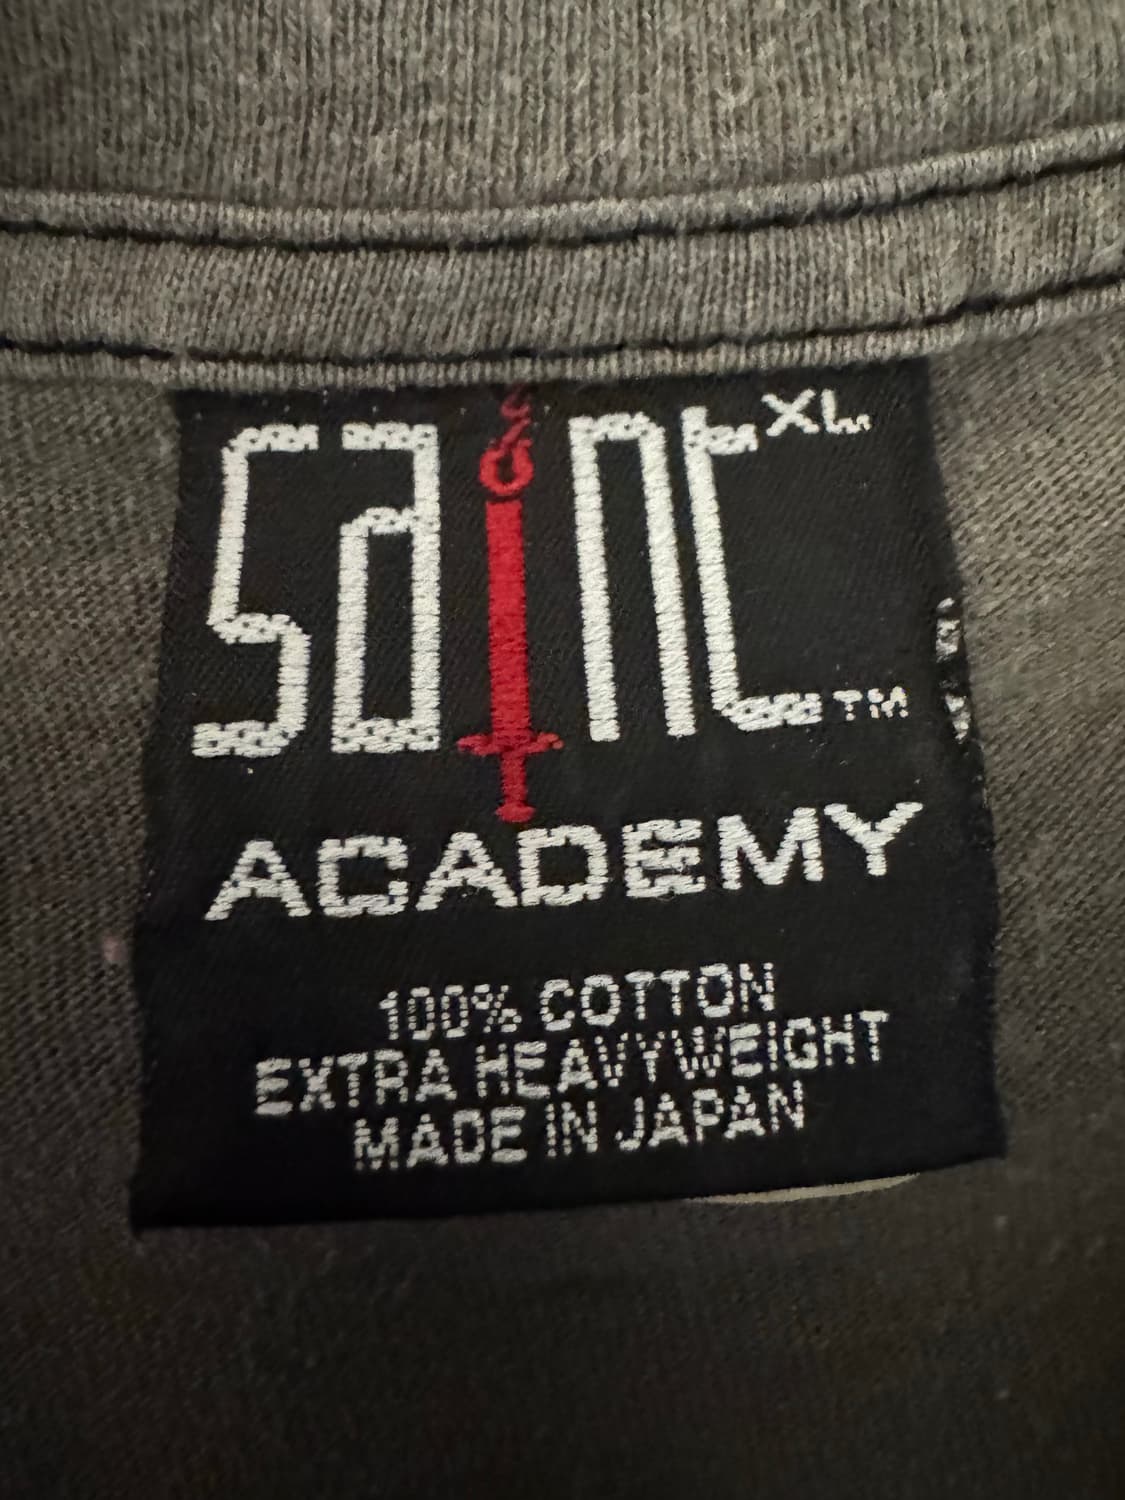 SaINt XL
TM
ACADEMY
100% COTTON
EXTRA HEAVYWEIGHT
MADE IN JAPAN